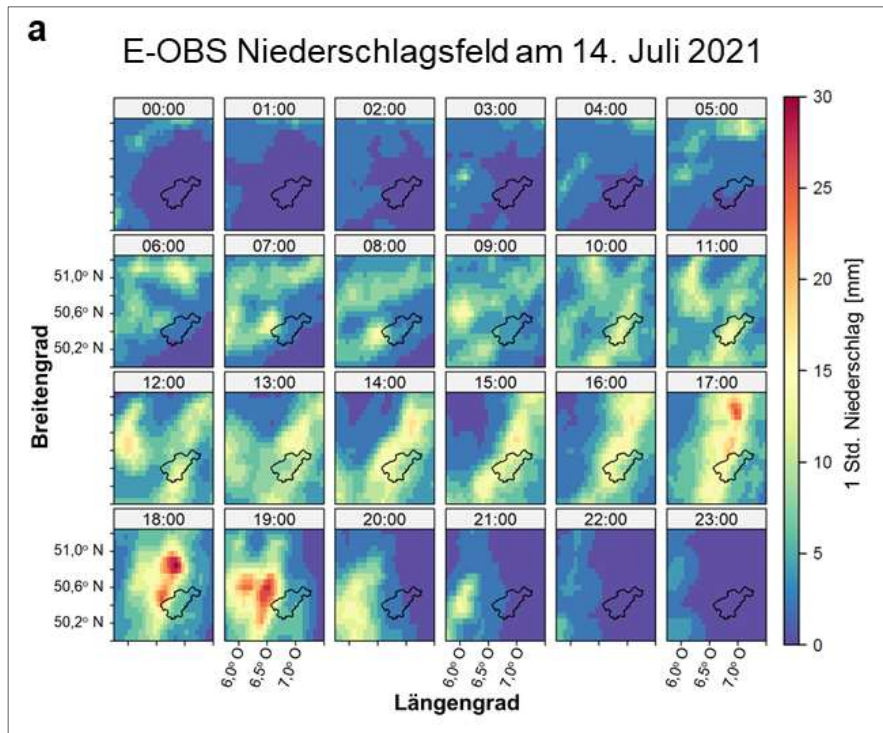 a
E-OBS Niederschlagsfeld am 14. Juli 2021
00:00 01:00 02:00 03:00 04:00 05:00
06:00 07:00 08:00 09:00 10:00 11:00
51,0° N
50,6° N
50,2° N
12:00 13:00 14:00 15:00 16:00 17:00
18:00 19:00 20:00 21:00 22:00 23:00
51,0° N
50,6° N
50,2° N
6,0° O 6,5° O 7,0° O 6,0° O 6,5° O 7,0° O 6,0° O 6,5° O 7,0° O
Breitengrad
Längengrad
30
25
20
15
10
5
0
1 Std. Niederschlag [mm]